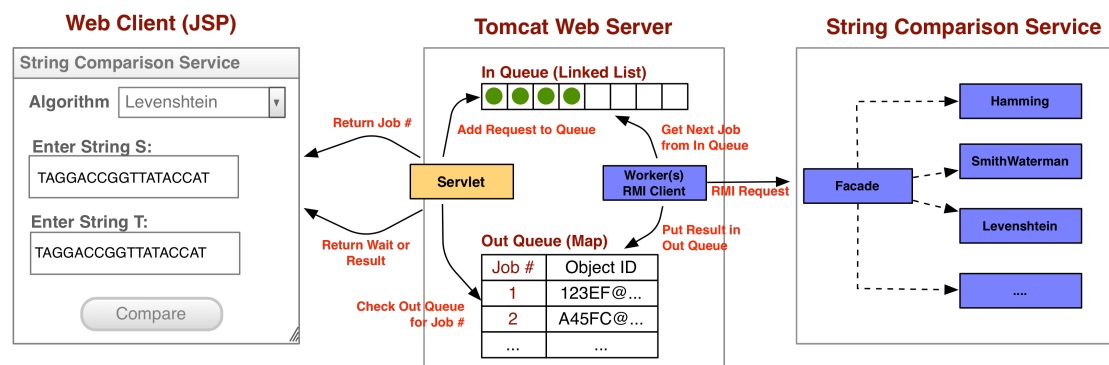 Web Client (JSP)
String Comparison Service
Algorithm
Levenshtein
Enter String S:
TAGGACCGGTTATACCAT
Enter String T:
TAGGACCGGTTATACCAT
Compare
Return Job #
Return Wait or
Result
Tomcat Web Server
In Queue (Linked List)
Add Request to Queue
Get Next Job
from In Queue
Servlet
Worker(s)
RMI Client
RMI Request
Put Result in
Out Queue
Out Queue (Map)
Check Out Queue
for Job #
Job # Object ID
1 123EF@...
2 A45FC@...
... ...
String Comparison Service
Facade
Hamming
SmithWaterman
Levenshtein
....